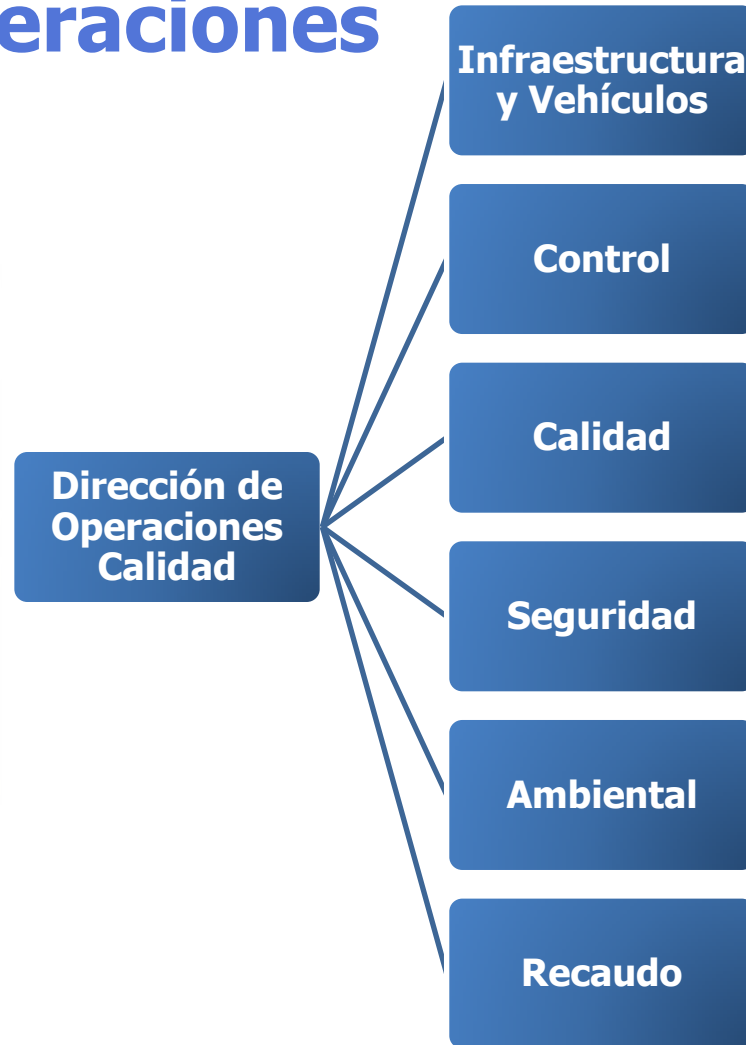 eraciones
Infraestructura
y Vehículos
Control
Calidad
Dirección de
Operaciones
Calidad
Seguridad
Ambiental
Recaudo